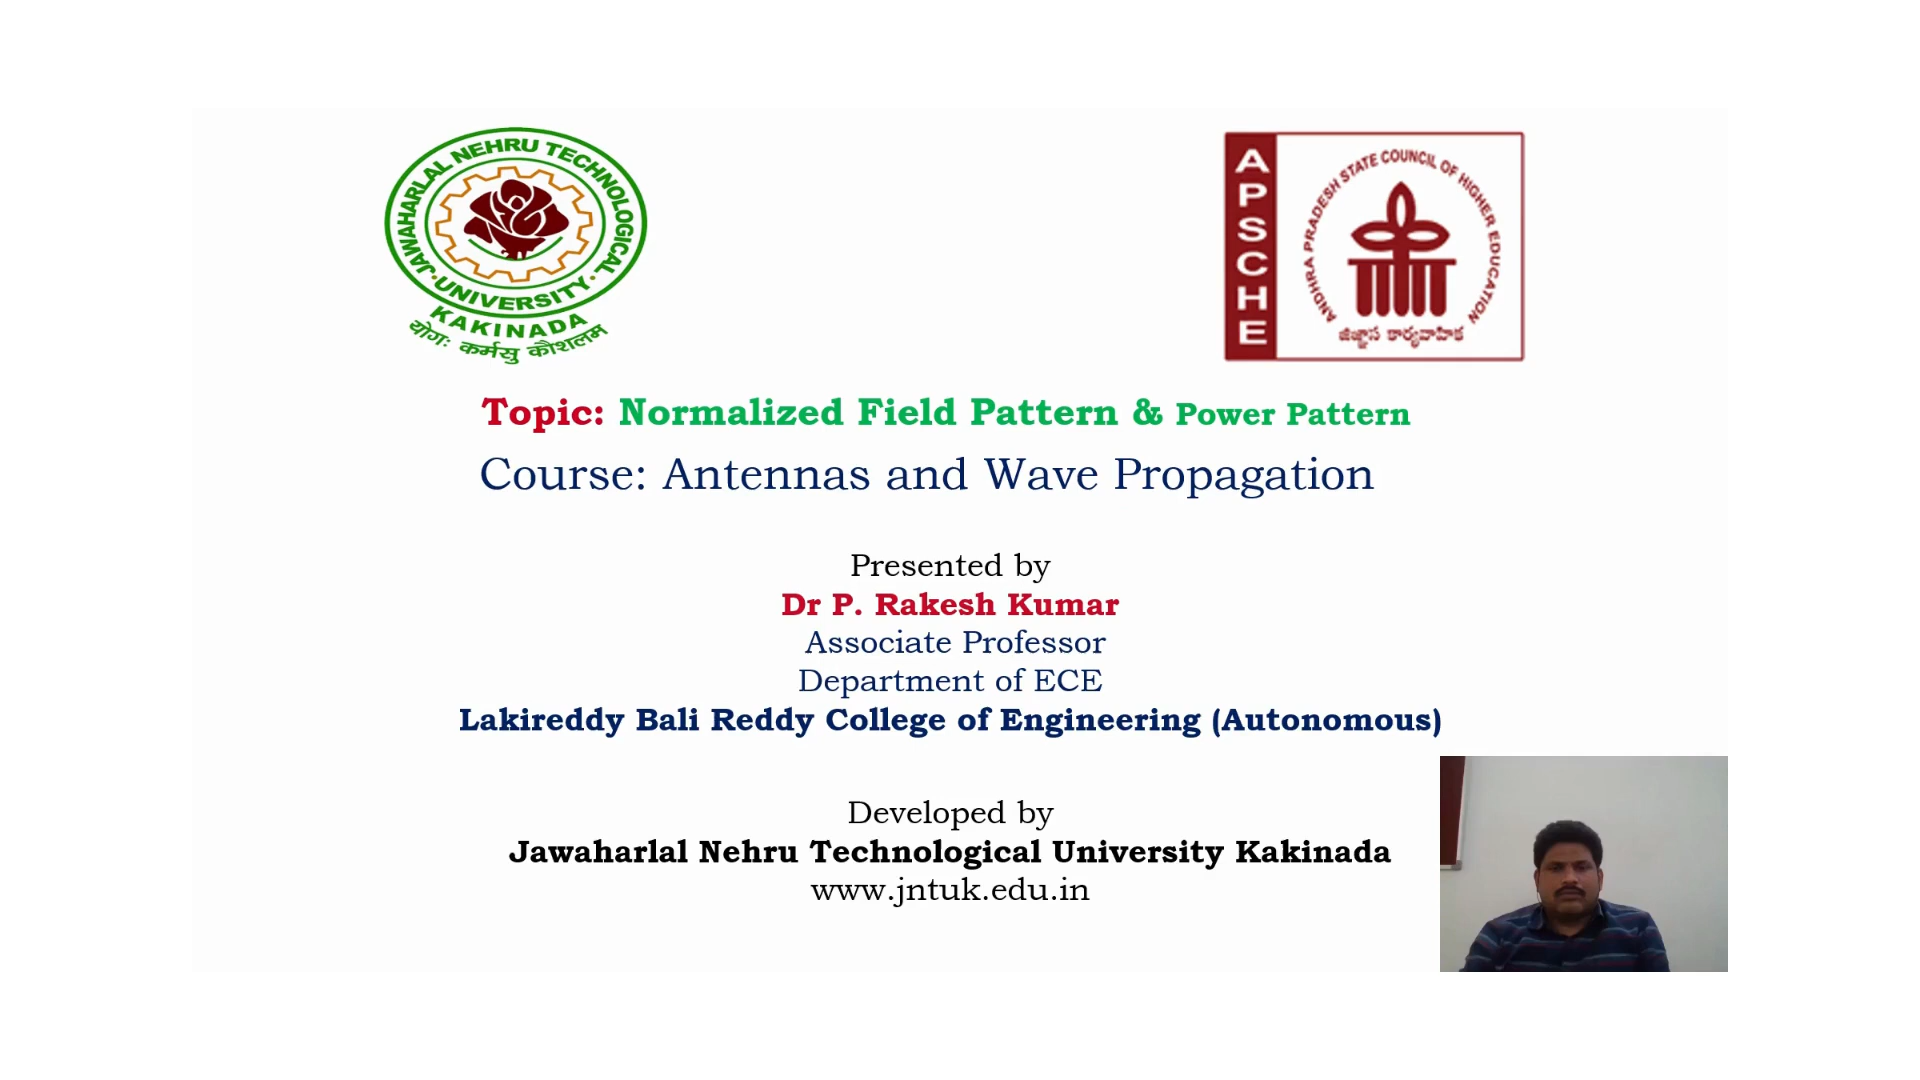 JAWAHARLAL NEHRU TECHNOLOGICAL
UNIVERSITY
KAKINADA
योगः कर्मसु कौशलम
APSCHE
ANDHRA PRADESH STATE COUNCIL OF HIGHER EDUCATION
జిజ్ఞాస కార్యవాహిక
Topic: Normalized Field Pattern & Power Pattern
Course: Antennas and Wave Propagation
Presented by
Dr P. Rakesh Kumar
Associate Professor
Department of ECE
Lakireddy Bali Reddy College of Engineering (Autonomous)
Developed by
Jawaharlal Nehru Technological University Kakinada
www.jntuk.edu.in